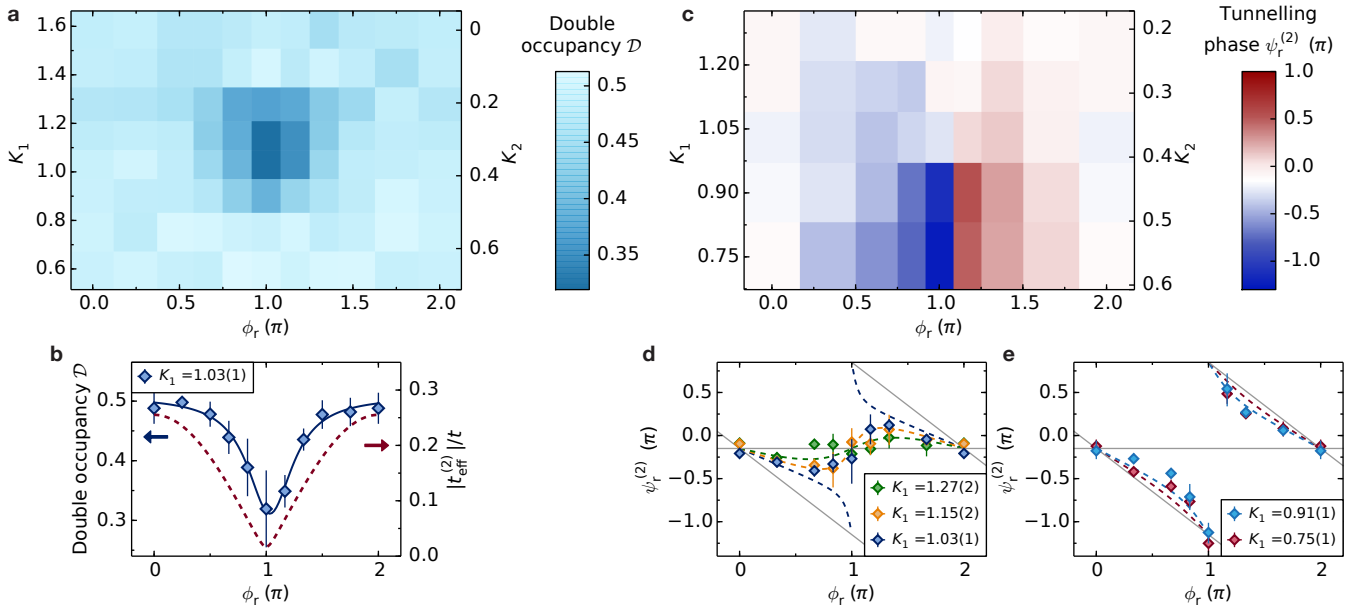 a
K1
1.6
1.4
1.2
1.0
0.8
0.6
0
0.2
0.4
0.6
K2
0.0
0.5
1.0
1.5
2.0
ϕr (π)
Double
occupancy 𝒟
0.5
0.45
0.4
0.35
c
K1
1.20
1.05
0.90
0.75
0.2
0.3
0.4
0.5
0.6
K2
0.0
0.5
1.0
1.5
2.0
ϕr (π)
Tunnelling
phase ψr(2) (π)
1.0
0.5
0.0
-0.5
-1.0
b
Double occupancy 𝒟
0.5
0.4
0.3
K1 =1.03(1)
0.3
0.2
0.1
0.0
|teff(2)|/t
0
1
2
ϕr (π)
d
ψr(2) (π)
0.5
0.0
−0.5
−1.0
K1 =1.27(2)
K1 =1.15(2)
K1 =1.03(1)
0
1
2
ϕr (π)
e
ψr(2) (π)
0.5
0.0
−0.5
−1.0
K1 =0.91(1)
K1 =0.75(1)
0
1
2
ϕr (π)